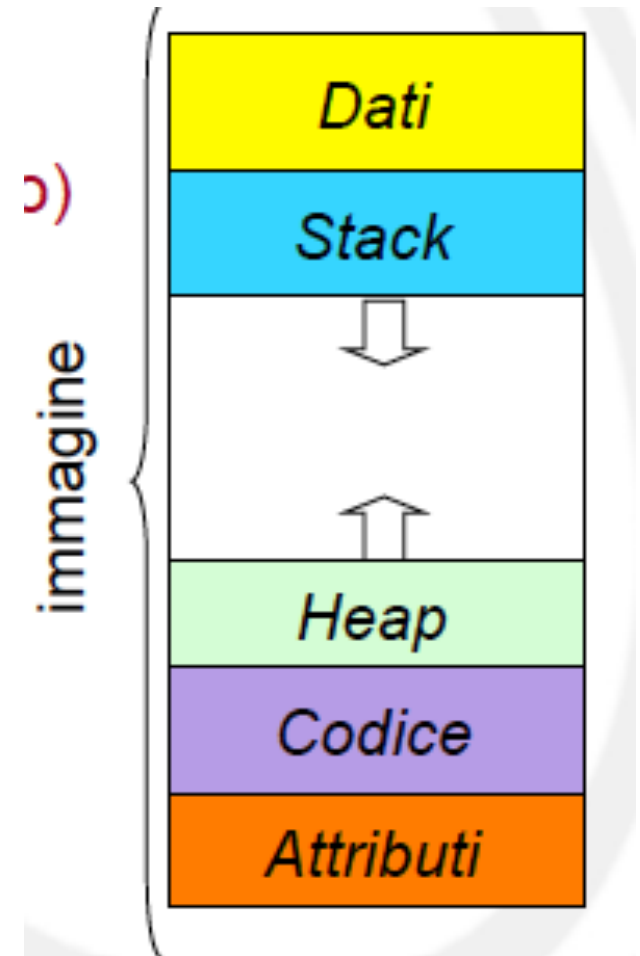 Dati
o)
Stack
immagine
Heap
Codice
Attributi